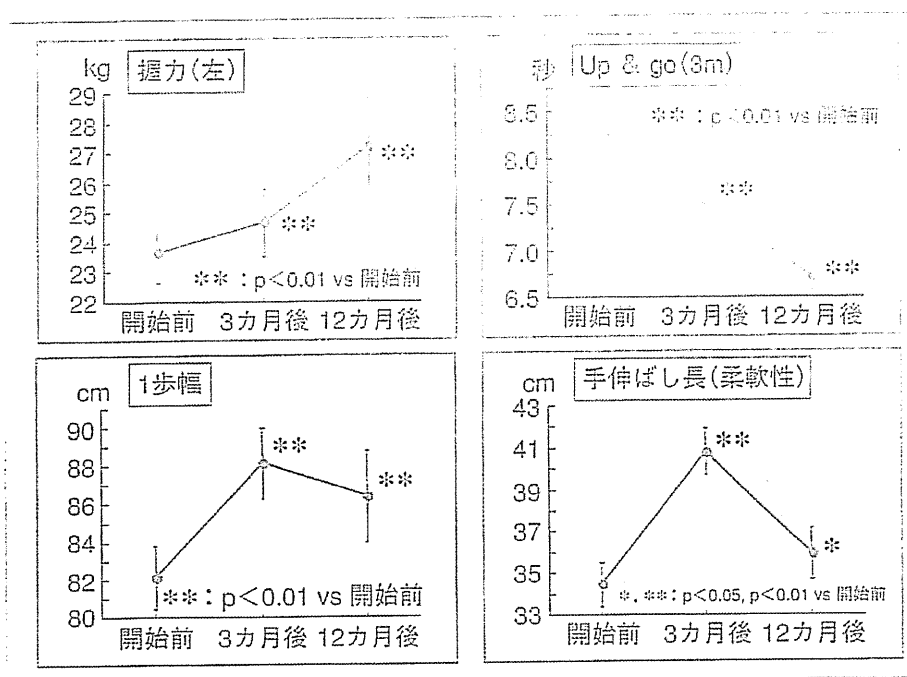 kg 握力(左)
29
28
27
26
25
24
23
22
**
**
**：p<0.01 vs 開始前
開始前 3カ月後 12カ月後
秒 Up & go(3m)
8.5
8.0
7.5
7.0
6.5
**：p<0.01 vs 開始前
**
**
開始前 3カ月後 12カ月後
cm 1歩幅
90
88
86
84
82
80
**
**
**：p<0.01 vs 開始前
開始前 3カ月後 12カ月後
cm 手伸ばし長(柔軟性)
43
41
39
37
35
33
**
*
*,**：p<0.05, p<0.01 vs 開始前
開始前 3カ月後 12カ月後